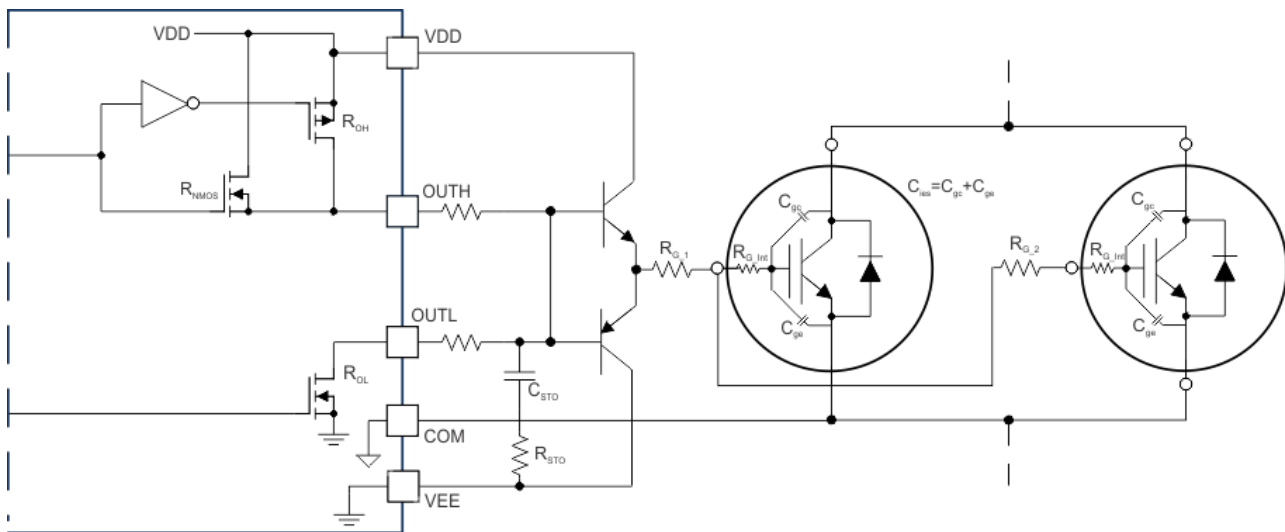 VDD
VDD
R_OH
R_NMOS
OUTH
C_ies=C_gc+C_ge
C_gc
C_gc
R_G_1
R_G_Int
R_G_2
R_G_Int
C_ge
C_ge
OUTL
R_OL
C_STO
COM
R_STO
VEE